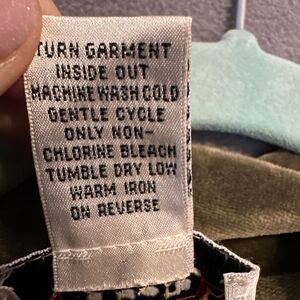 TURN GARMENT
INSIDE OUT
MACHINE WASH COLD
GENTLE CYCLE
ONLY NON-
CHLORINE BLEACH
TUMBLE DRY LOW
WARM IRON
ON REVERSE